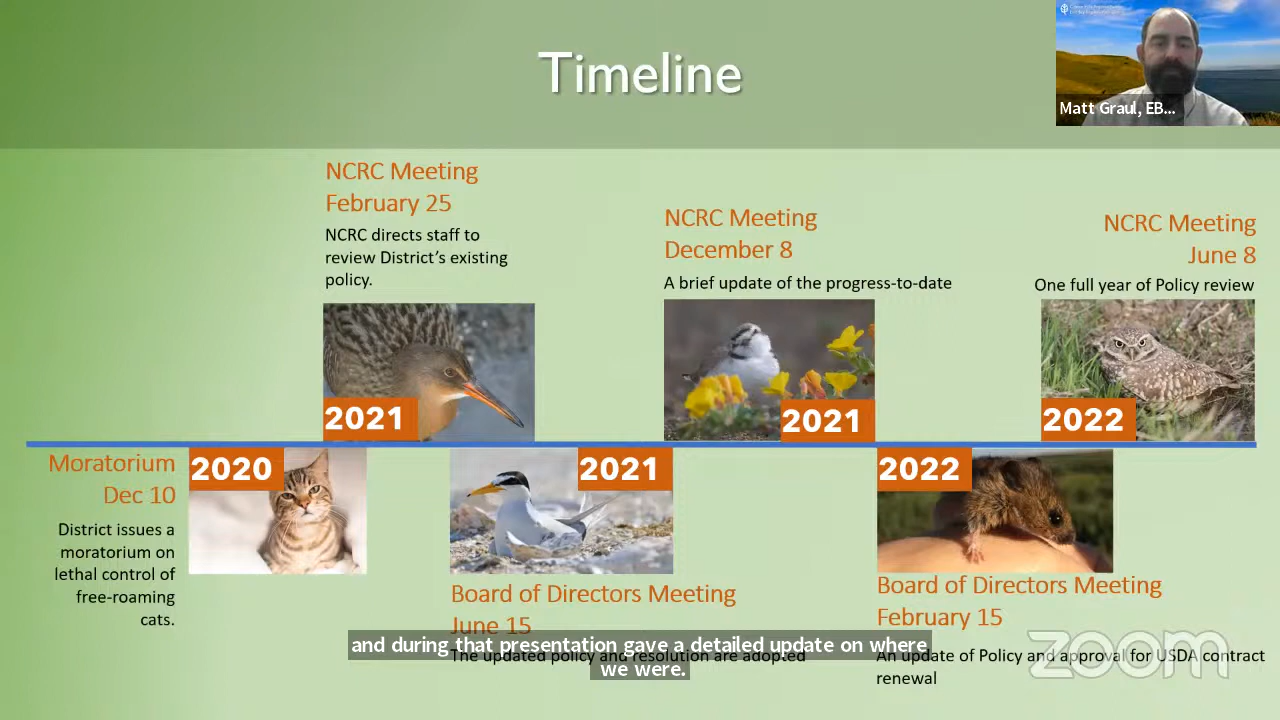 Timeline
Matt Graul, EB...
NCRC Meeting
February 25
NCRC directs staff to
review District's existing
policy.
2021
NCRC Meeting
December 8
A brief update of the progress-to-date
2021
NCRC Meeting
June 8
One full year of Policy review
2022
Moratorium
Dec 10
District issues a
moratorium on
lethal control of
free-roaming
cats.
2020
2021
Board of Directors Meeting
June 15
The updated policy and resolution are adopted
2022
Board of Directors Meeting
February 15
An update of Policy and approval for USDA contract
renewal
and during that presentation gave a detailed update on where
we were.
zoom